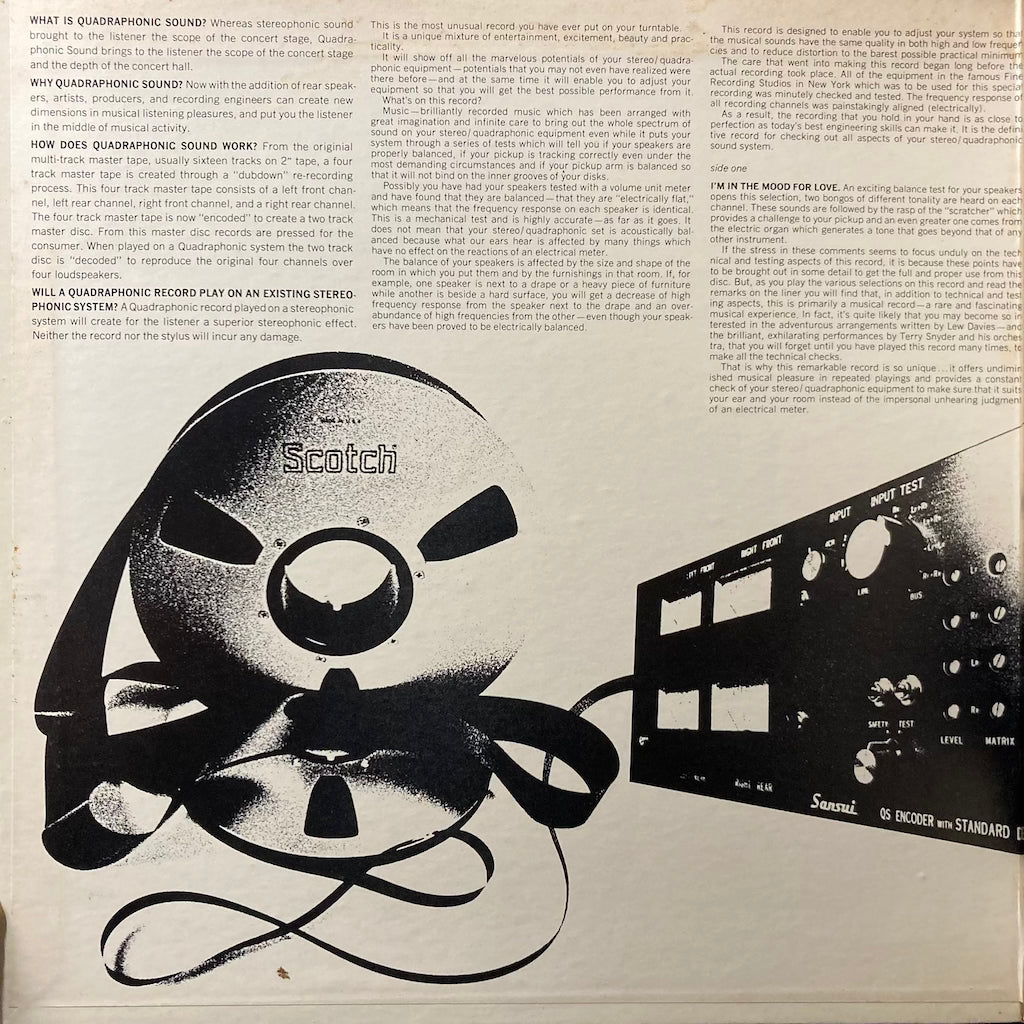 WHAT IS QUADRAPHONIC SOUND? Whereas stereophonic sound
brought to the listener the scope of the concert stage, Quadra-
phonic Sound brings to the listener the scope of the concert stage
and the depth of the concert hall.
WHY QUADRAPHONIC SOUND? Now with the addition of rear speak-
ers, artists, producers, and recording engineers can create new
dimensions in musical listening pleasures, and put you the listener
in the middle of musical activity.
HOW DOES QUADRAPHONIC SOUND WORK? From the originial
multi-track master tape, usually sixteen tracks on 2" tape, a four
track master tape is created through a "dubdown" re-recording
process. This four track master tape consists of a left front chan-
nel, left rear channel, right front channel, and a right rear channel.
The four track master tape is now "encoded" to create a two track
master disc. From this master disc records are pressed for the
consumer. When played on a Quadraphonic system the two track
disc is "decoded" to reproduce the original four channels over
four loudspeakers.
WILL A QUADRAPHONIC RECORD PLAY ON AN EXISTING STEREO-
PHONIC SYSTEM? A Quadraphonic record played on a stereophonic
system will create for the listener a superior stereophonic effect.
Neither the record nor the stylus will incur any damage.
This is the most unusual record you have ever put on your turntable.
It is a unique mixture of entertainment, excitement, beauty and prac-
ticality.
It will show off all the marvelous potentials of your stereo/quadra-
phonic equipment—potentials that you may not even have realized were
there before—and at the same time it will enable you to adjust your
equipment so that you will get the best possible performance from it.
What's on this record?
Music—brilliantly recorded music which has been arranged with
great imagination and infinite care to bring out the whole spectrum of
sound on your stereo/quadraphonic equipment even while it puts your
system through a series of tests which will tell you if your speakers are
properly balanced, if your pickup is tracking correctly even under the
most demanding circumstances and if your pickup arm is balanced so
that it will not bind on the inner grooves of your disks.
Possibly you have had your speakers tested with a volume unit meter
and have found that they are balanced—that they are "electrically flat,"
which means that the frequency response on each speaker is identical.
This is a mechanical test and is highly accurate—as far as it goes. It
does not mean that your stereo/quadraphonic set is acoustically bal-
anced because what our ears hear is affected by many things which
have no effect on the reactions of an electrical meter.
The balance of your speakers is affected by the size and shape of the
room in which you put them and by the furnishings in that room. If, for
example, one speaker is next to a drape or a heavy piece of furniture
while another is beside a hard surface, you will get a decrease of high
frequency response from the speaker next to the drape and an over-
abundance of high frequencies from the other—even though your speak-
ers have been proved to be electrically balanced.
This record is designed to enable you to adjust your system so that
the musical sounds have the same quality in both high and low frequen
cies and to reduce distortion to the barest possible practical minimum
The care that went into making this record began long before the
actual recording took place. All of the equipment in the famous Fine
Recording Studios in New York which was to be used for this special
recording was minutely checked and tested. The frequency response of
all recording channels was painstakingly aligned (electrically).
As a result, the recording that you hold in your hand is as close to
perfection as today's best engineering skills can make it. It is the defini
tive record for checking out all aspects of your stereo/quadraphonic
sound system.
side one
I'M IN THE MOOD FOR LOVE. An exciting balance test for your speakers
opens this selection, two bongos of different tonality are heard on each
channel. These sounds are followed by the rasp of the "scratcher" which
provides a challenge to your pickup and an even greater one comes from
the electric organ which generates a tone that goes beyond that of any
other instrument.
If the stress in these comments seems to focus unduly on the tech
nical and testing aspects of this record, it is because these points have
to be brought out in some detail to get the full and proper use from this
disc. But, as you play the various selections on this record and read the
remarks on the liner you will find that, in addition to technical and test
ing aspects, this is primarily a musical record—a rare and fascinating
musical experience. In fact, it's quite likely that you may become so in
terested in the adventurous arrangements written by Lew Davies—and
the brilliant, exhilarating performances by Terry Snyder and his orches
tra, that you will forget until you have played this record many times, to
make all the technical checks.
That is why this remarkable record is so unique...it offers undimin
ished musical pleasure in repeated playings and provides a constant
check of your stereo/quadraphonic equipment to make sure that it suits
your ear and your room instead of the impersonal unhearing judgment
of an electrical meter.
Scotch
INPUT INPUT TEST
RIGHT FRONT
FRONT
LINE
BUS
SAFETY TEST
LEVEL MATRIX
REAR
Sansui
QS ENCODER WITH STANDARD